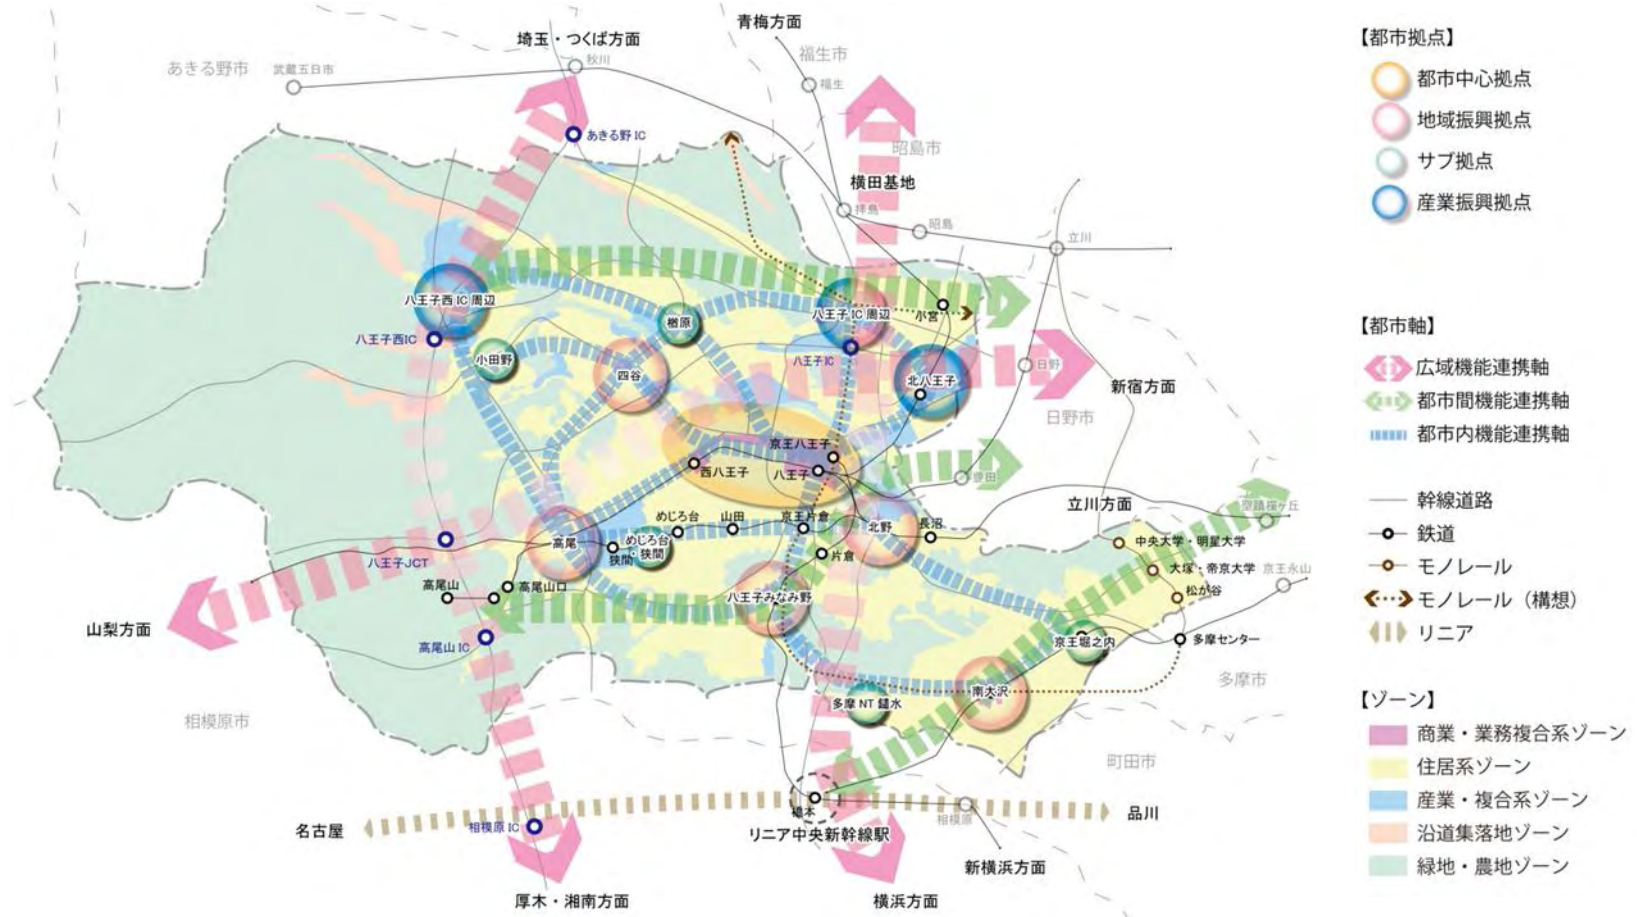 青梅方面
埼玉・つくば方面
福生市
あきる野市
武蔵五日市
秋川
福生
あきる野 IC
昭島市
横田基地
拝島
昭島
立川
八王子西 IC 周辺
八王子 IC 周辺
小宮
楢原
八王子西IC
小田野
八王子 IC
四谷
北八王子
日野
新宿方面
日野市
京王八王子
西八王子
八王子
豊田
立川方面
聖蹟桜ヶ丘
めじろ台
山田
京王片倉
北野
長沼
高尾
狭間
めじろ台
・狭間
片倉
中央大学・明星大学
大塚・帝京大学
京王永山
松が谷
八王子JCT
高尾山
高尾山口
八王子みなみ野
山梨方面
高尾山 IC
京王堀之内
多摩センター
多摩市
南大沢
多摩 NT 鑓水
相模原市
町田市
橋本
相模原
名古屋
相模原 IC
リニア中央新幹線駅
品川
新横浜方面
厚木・湘南方面
横浜方面
【都市拠点】
都市中心拠点
地域振興拠点
サブ拠点
産業振興拠点
【都市軸】
広域機能連携軸
都市間機能連携軸
都市内機能連携軸
幹線道路
鉄道
モノレール
モノレール（構想）
リニア
【ゾーン】
商業・業務複合系ゾーン
住居系ゾーン
産業・複合系ゾーン
沿道集落地ゾーン
緑地・農地ゾーン